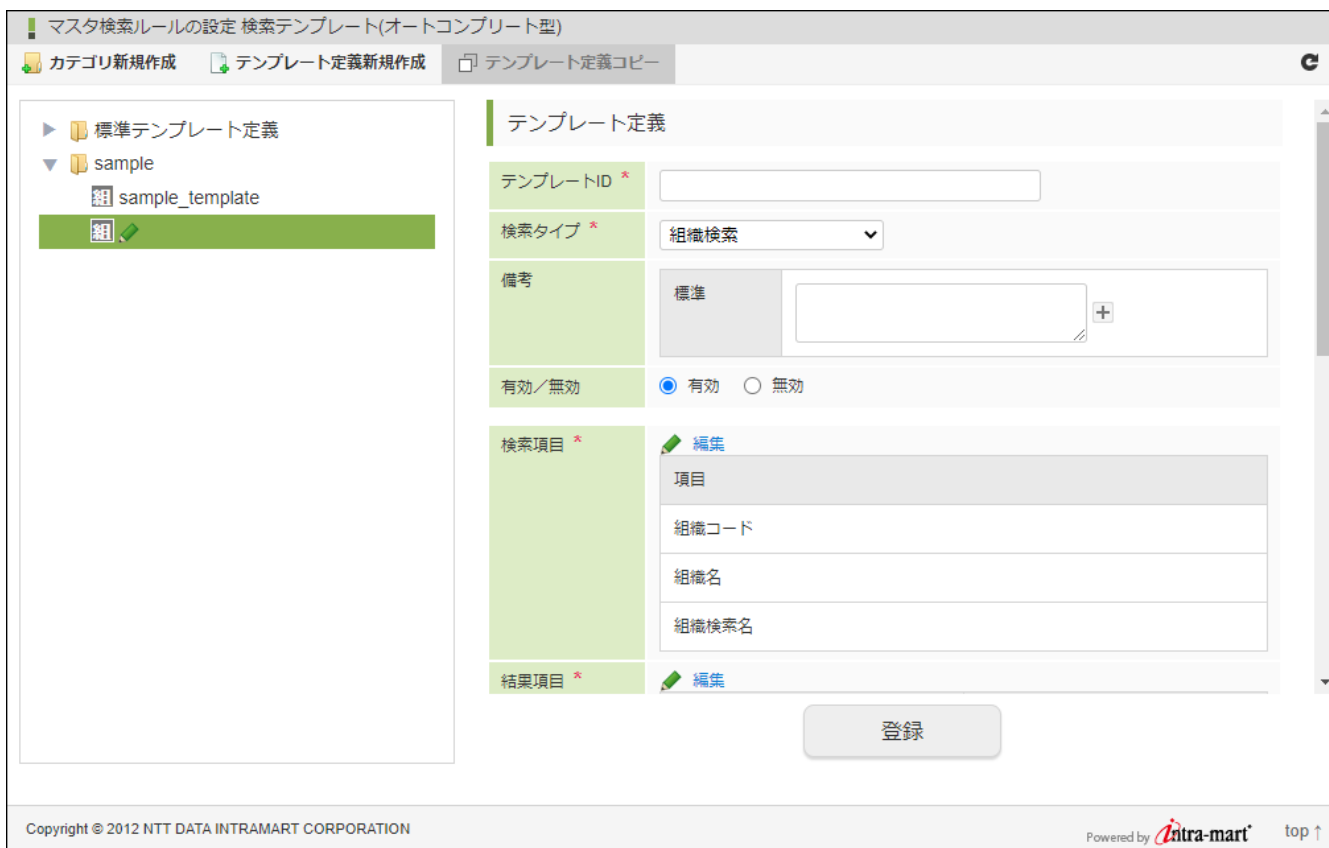 マスタ検索ルールの設定 検索テンプレート(オートコンプリート型)
カテゴリ新規作成 テンプレート定義新規作成 テンプレート定義コピー
標準テンプレート定義
sample
組 sample_template
組
テンプレート定義
テンプレートID *
検索タイプ * 組織検索
備考 標準
有効／無効 有効 無効
検索項目 * 編集
項目
組織コード
組織名
組織検索名
結果項目 * 編集
登録
Copyright © 2012 NTT DATA INTRAMART CORPORATION
Powered by intra-mart top ↑